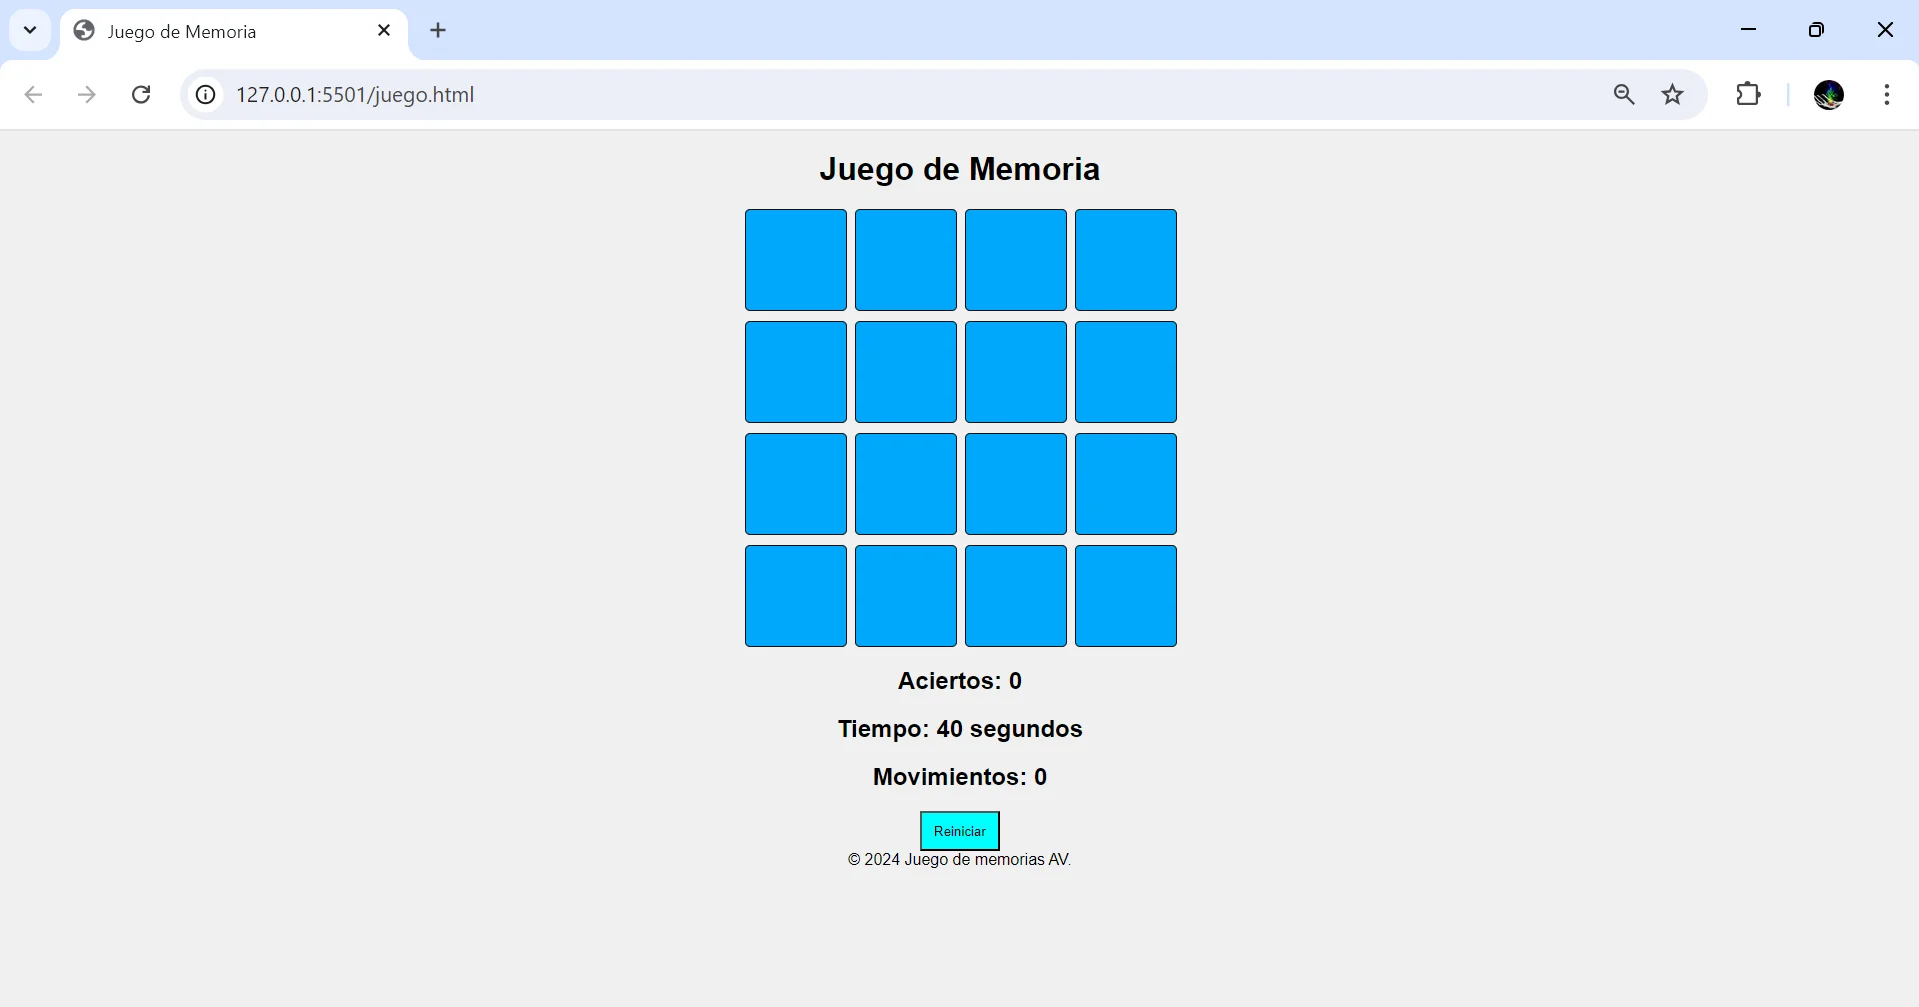 Juego de Memoria
127.0.0.1:5501/juego.html
Juego de Memoria
Aciertos: 0
Tiempo: 40 segundos
Movimientos: 0
Reiniciar
© 2024 Juego de memorias AV.